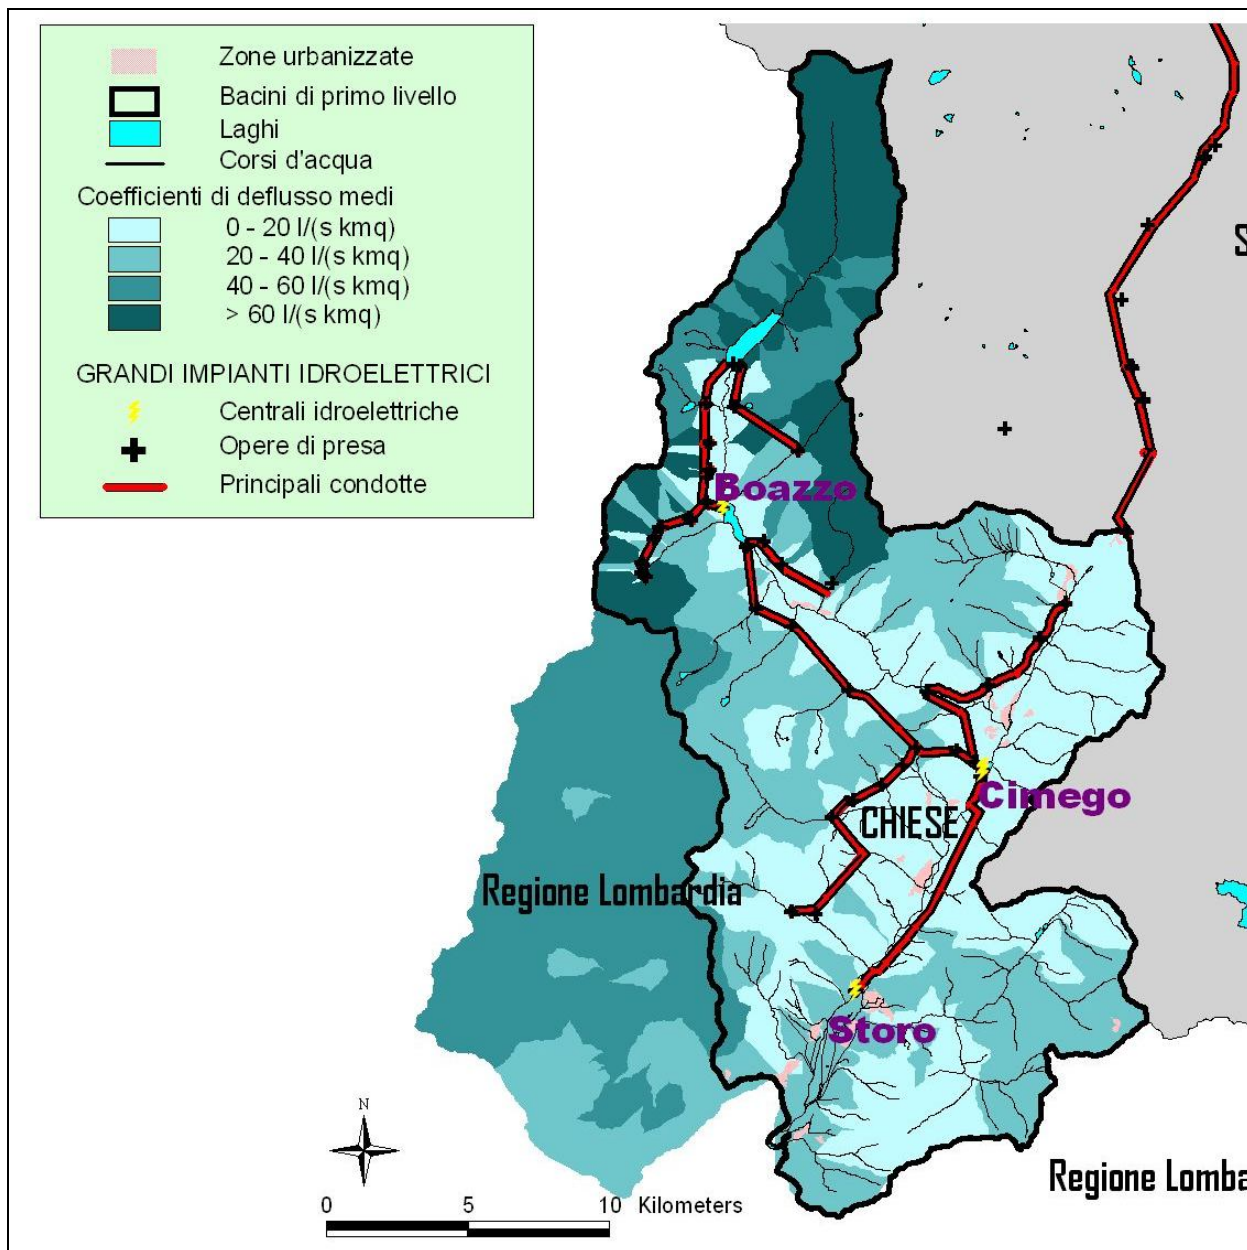 Zone urbanizzate
Bacini di primo livello
Laghi
Corsi d'acqua
Coefficienti di deflusso medi
0 - 20 l/(s kmq)
20 - 40 l/(s kmq)
40 - 60 l/(s kmq)
> 60 l/(s kmq)
GRANDI IMPIANTI IDROELETTRICI
Centrali idroelettriche
Opere di presa
Principali condotte
S
Boazzo
Cimego
CHIESE
Regione Lombardia
Storo
N
0 5 10 Kilometers
Regione Lomba